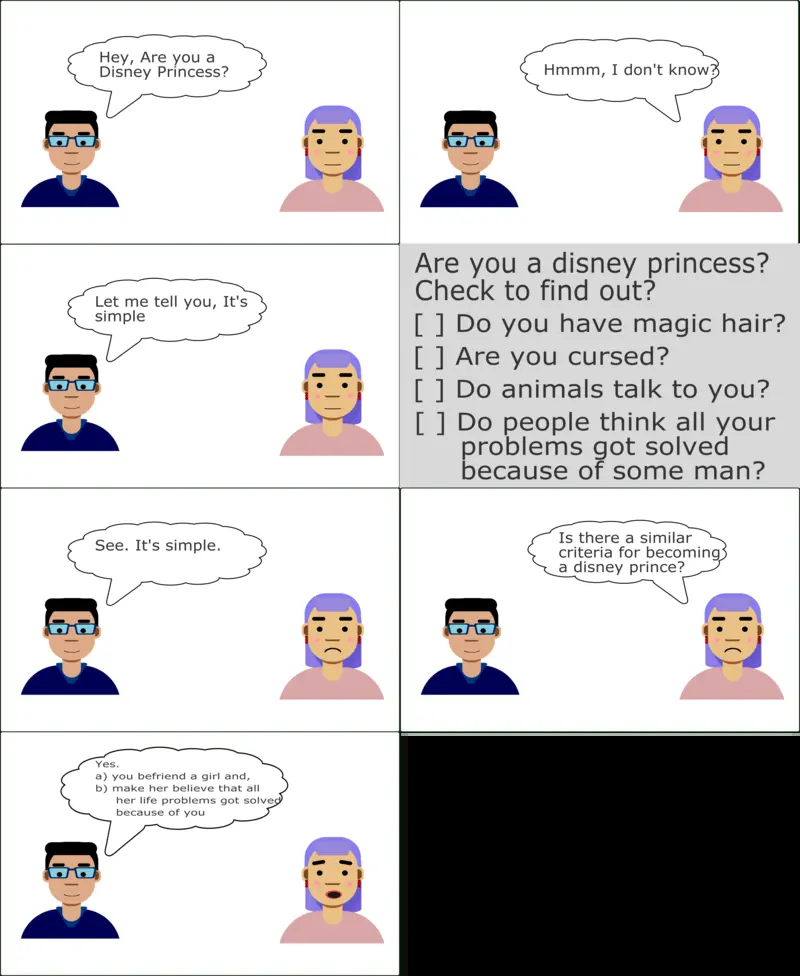 Hey, Are you a
Disney Princess?
Hmmm, I don't know?
Let me tell you, It's
simple
Are you a disney princess?
Check to find out?
[ ] Do you have magic hair?
[ ] Are you cursed?
[ ] Do animals talk to you?
[ ] Do people think all your
problems got solved
because of some man?
See. It's simple.
Is there a similar
criteria for becoming
a disney prince?
Yes.
a) you befriend a girl and,
b) make her believe that all
her life problems got solved
because of you